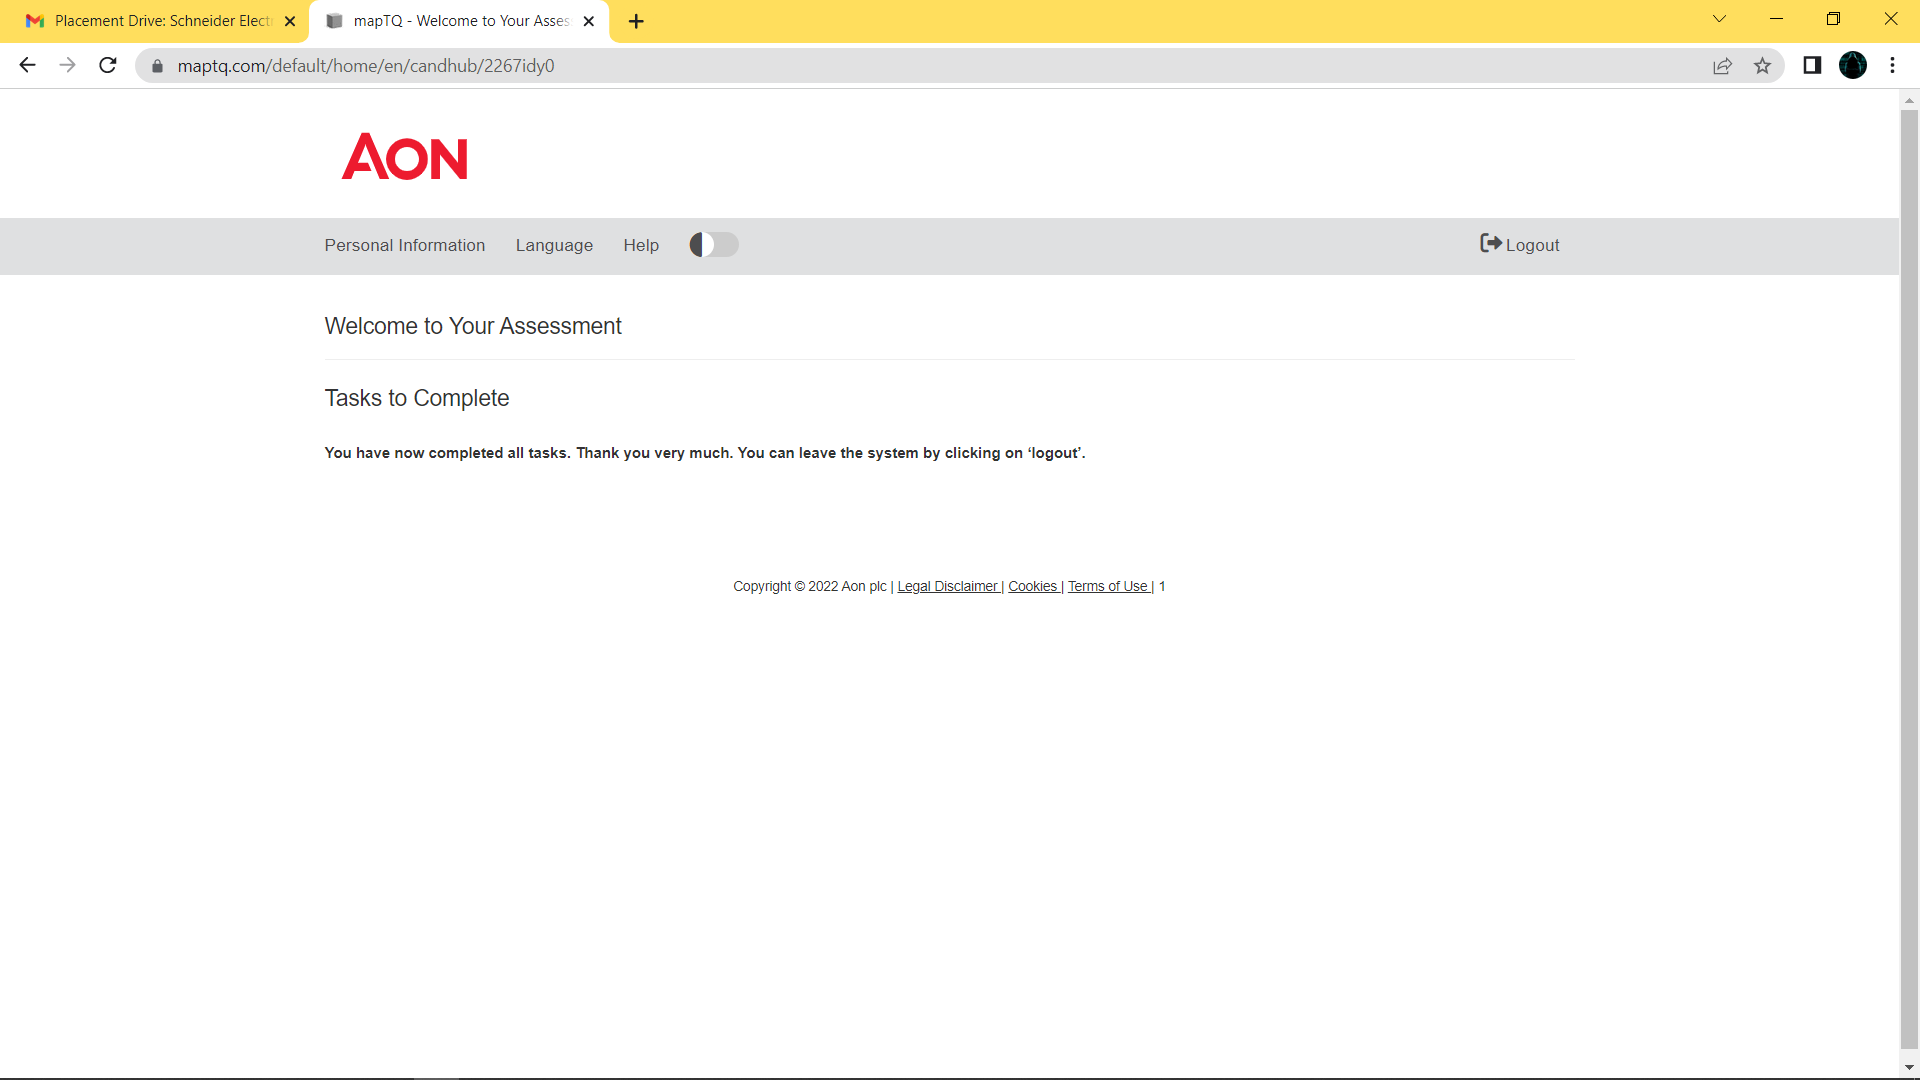 Placement Drive: Schneider Elect
mapTQ - Welcome to Your Asses
maptq.com/default/home/en/candhub/2267idy0
AON
Personal Information Language Help Logout
Welcome to Your Assessment
Tasks to Complete
You have now completed all tasks. Thank you very much. You can leave the system by clicking on ‘logout’.
Copyright © 2022 Aon plc | Legal Disclaimer | Cookies | Terms of Use | 1